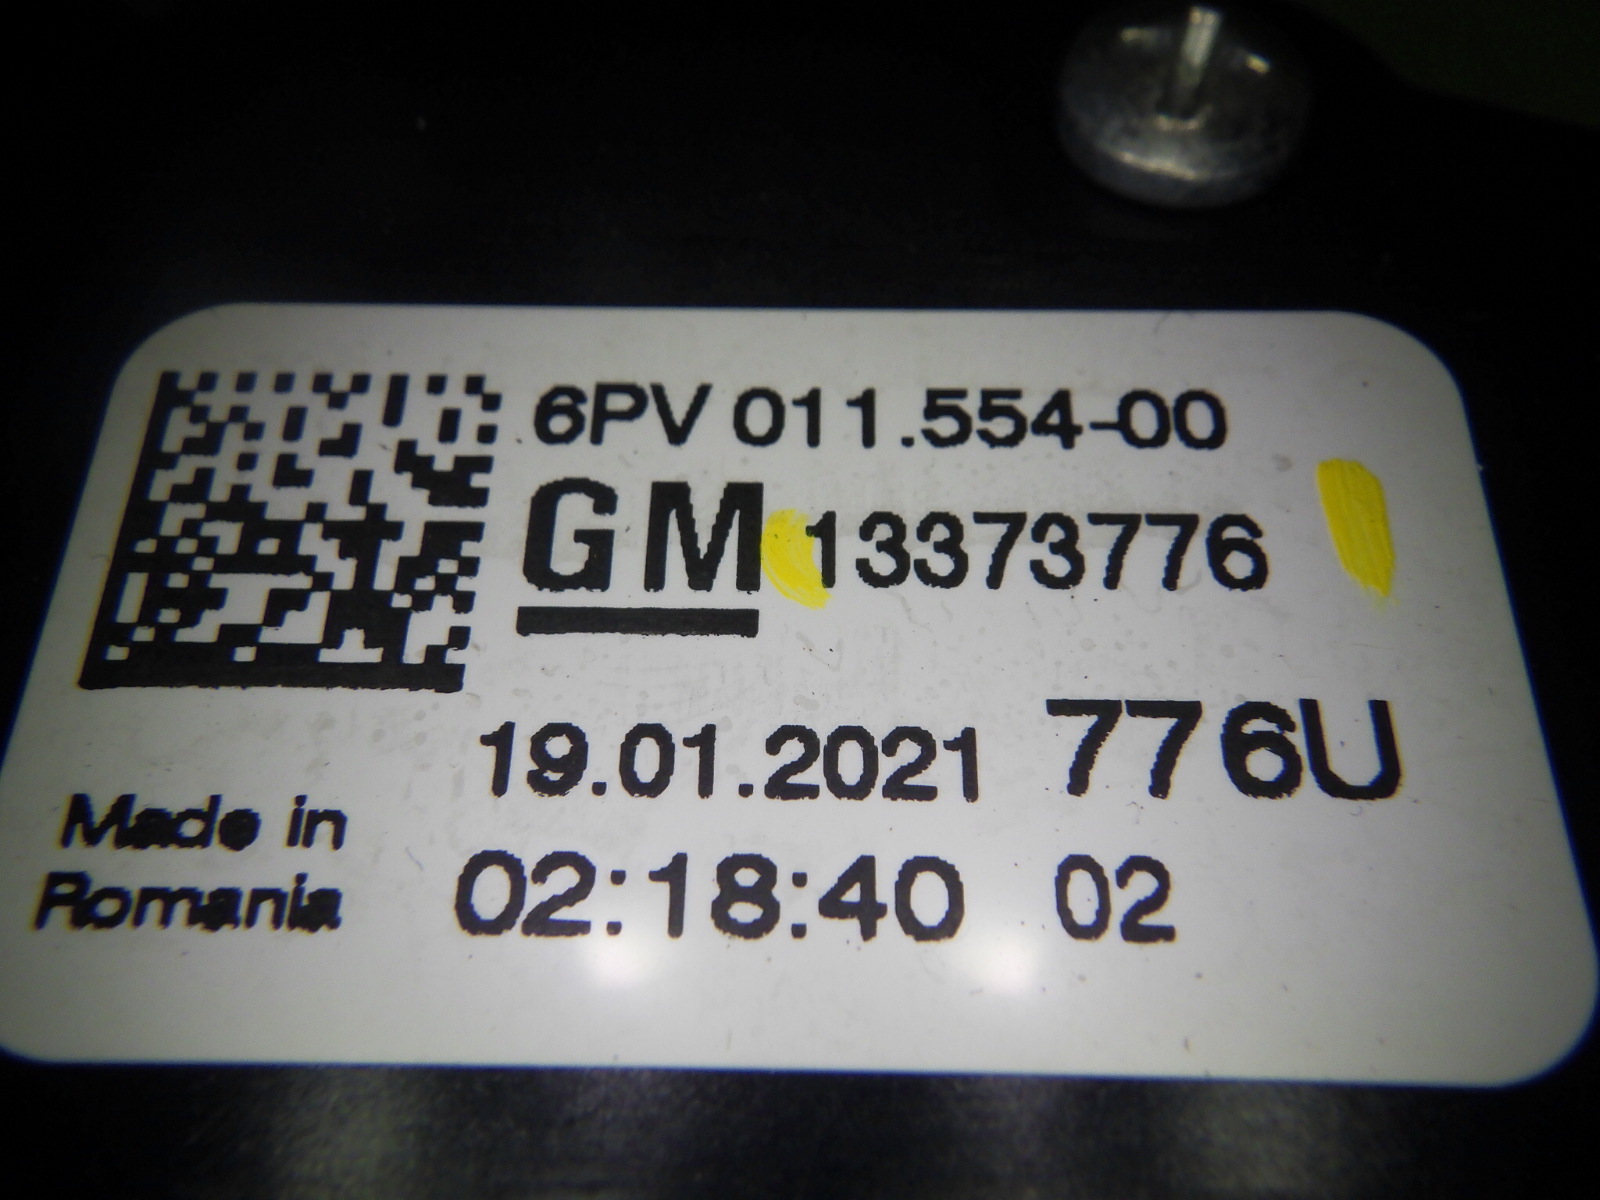 6PV 011.554-00
GM 13373776
19.01.2021 776U
Made in
Romania
02:18:40 02